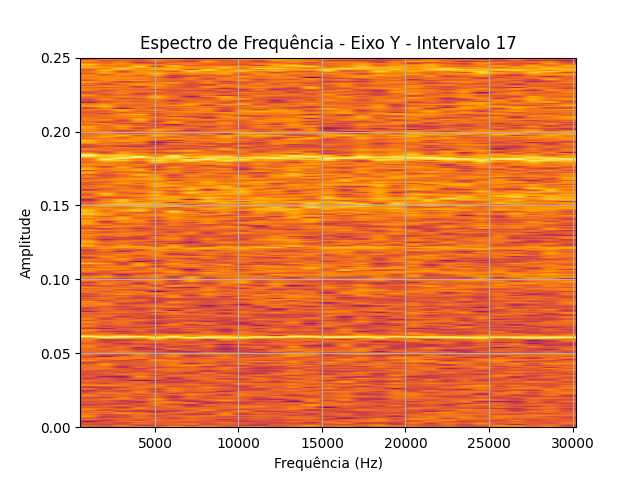 Espectro de Frequência - Eixo Y - Intervalo 17
0.25
0.20
0.15
0.10
0.05
0.00
Amplitude
5000 10000 15000 20000 25000 30000
Frequência (Hz)